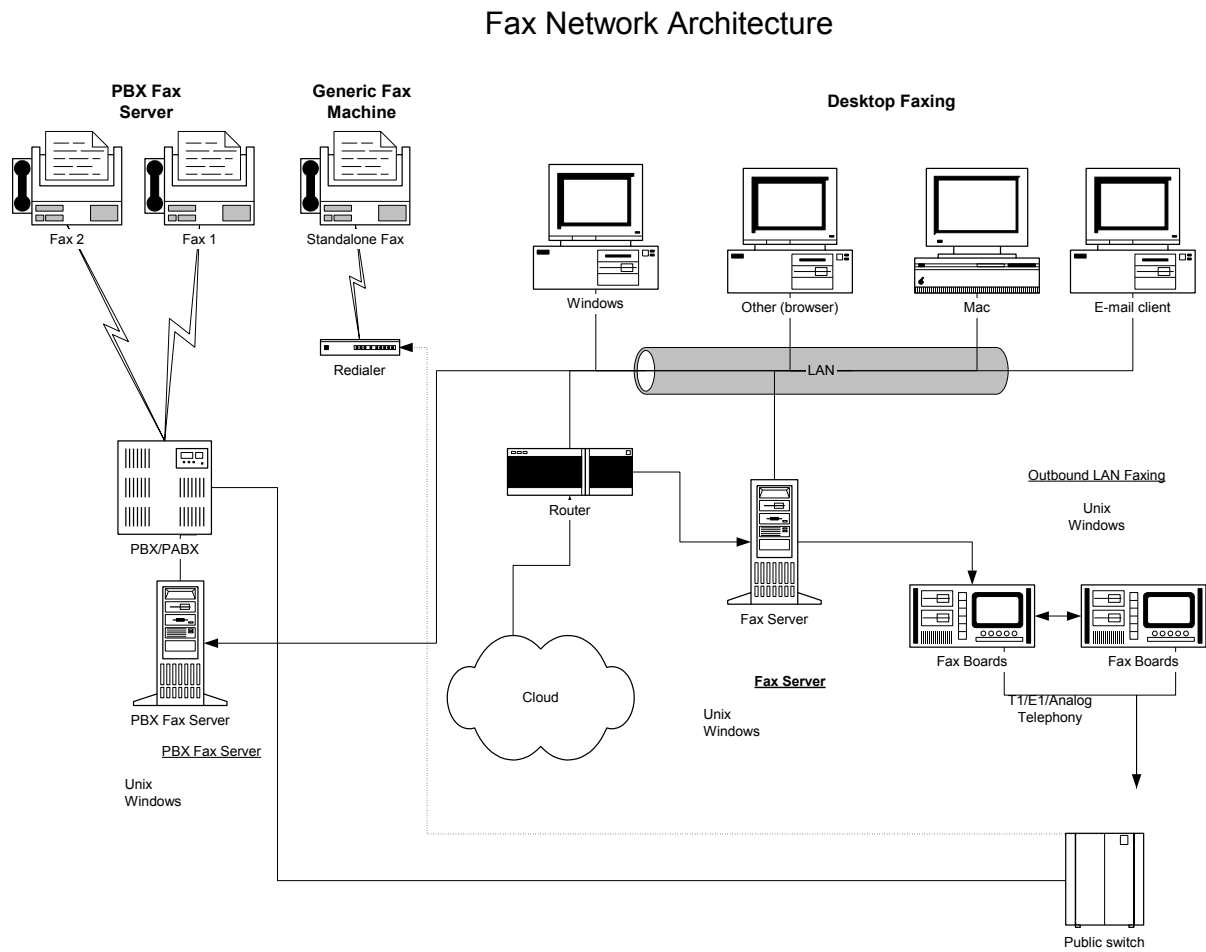 Fax Network Architecture
PBX Fax
Server
Generic Fax
Machine
Desktop Faxing
Fax 2
Fax 1
Standalone Fax
Windows
Other (browser)
Mac
E-mail client
Redialer
LAN
PBX/PABX
Router
Outbound LAN Faxing
Unix
Windows
Fax Server
Fax Boards
Fax Boards
Cloud
Fax Server
Unix
Windows
T1/E1/Analog
Telephony
PBX Fax Server
PBX Fax Server
Unix
Windows
Public switch